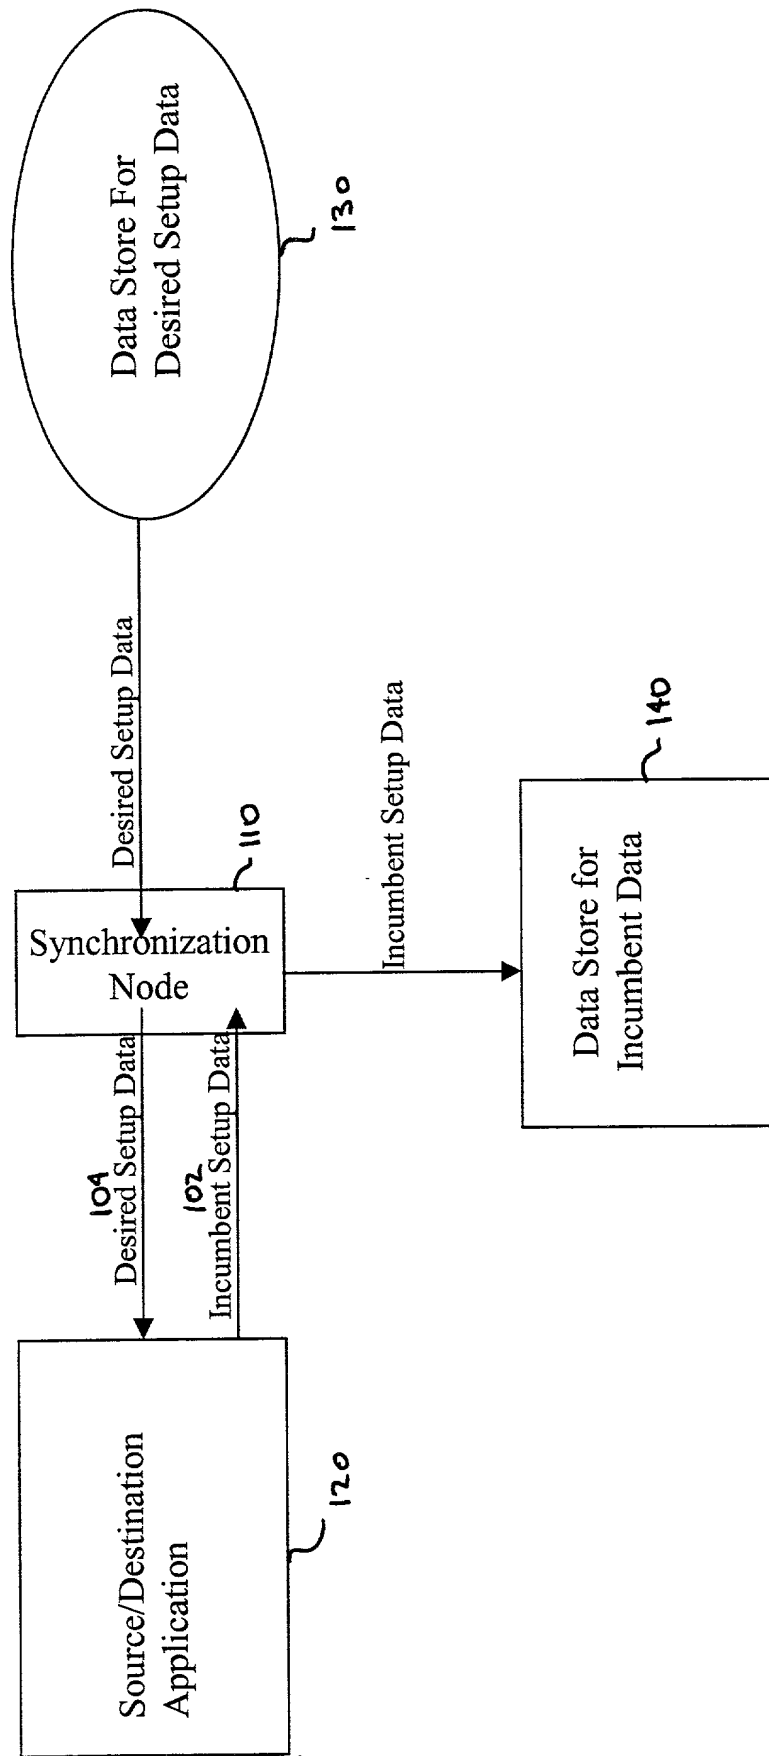 Source/Destination
Application
120
104
Desired Setup Data
102
Incumbent Setup Data
Synchronization
Node
110
Desired Setup Data
Data Store For
Desired Setup Data
130
Incumbent Setup Data
Data Store for
Incumbent Data
140